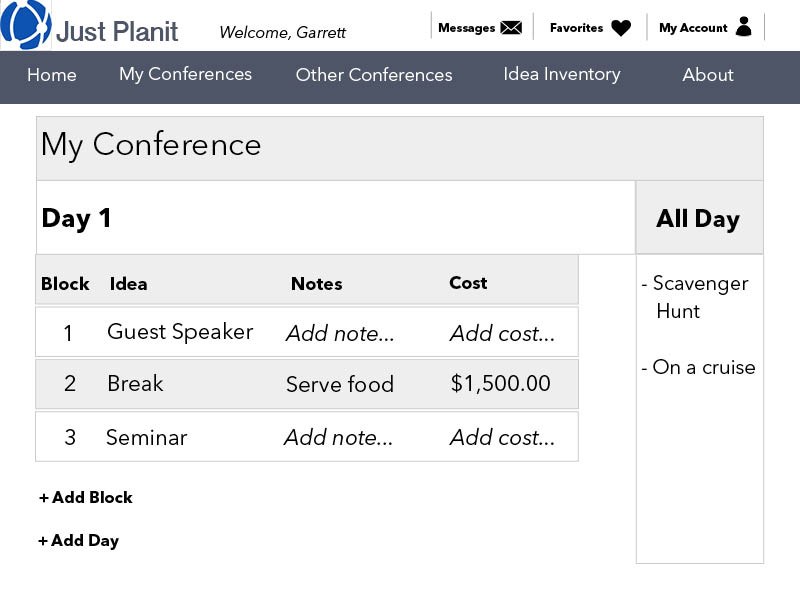 Just Planit
Welcome, Garrett
Messages
Favorites
My Account
Home
My Conferences
Other Conferences
Idea Inventory
About
My Conference
Day 1
All Day
Block Idea Notes Cost
1 Guest Speaker Add note... Add cost...
2 Break Serve food $1,500.00
3 Seminar Add note... Add cost...
- Scavenger
Hunt
- On a cruise
+ Add Block
+ Add Day